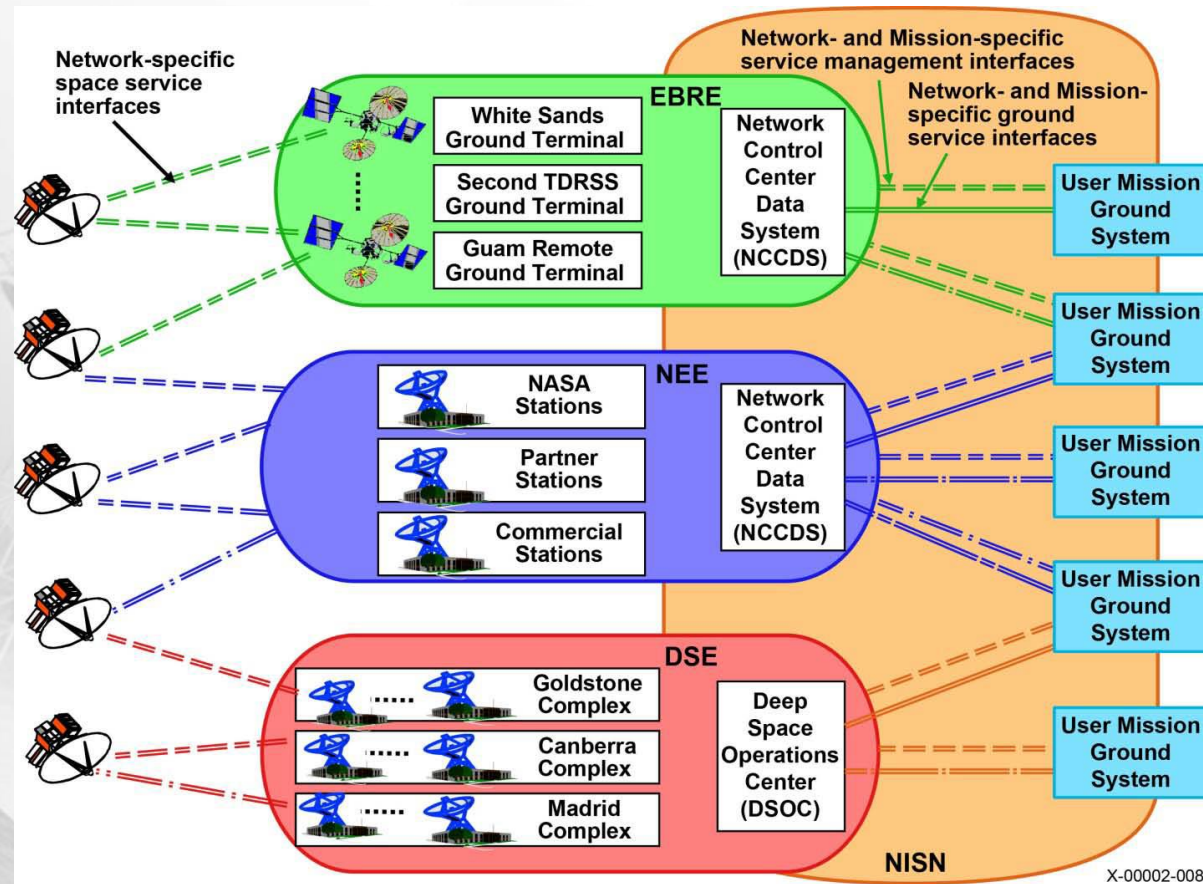 Network-specific
space service
interfaces
Network- and Mission-specific
service management interfaces
Network- and Mission-
specific ground
service interfaces
EBRE
White Sands
Ground Terminal
Second TDRSS
Ground Terminal
Guam Remote
Ground Terminal
Network
Control
Center
Data
System
(NCCDS)
User Mission
Ground
System
User Mission
Ground
System
NEE
NASA
Stations
Partner
Stations
Commercial
Stations
Network
Control
Center
Data
System
(NCCDS)
User Mission
Ground
System
User Mission
Ground
System
DSE
Goldstone
Complex
Canberra
Complex
Madrid
Complex
Deep
Space
Operations
Center
(DSOC)
User Mission
Ground
System
NISN
X-00002-008